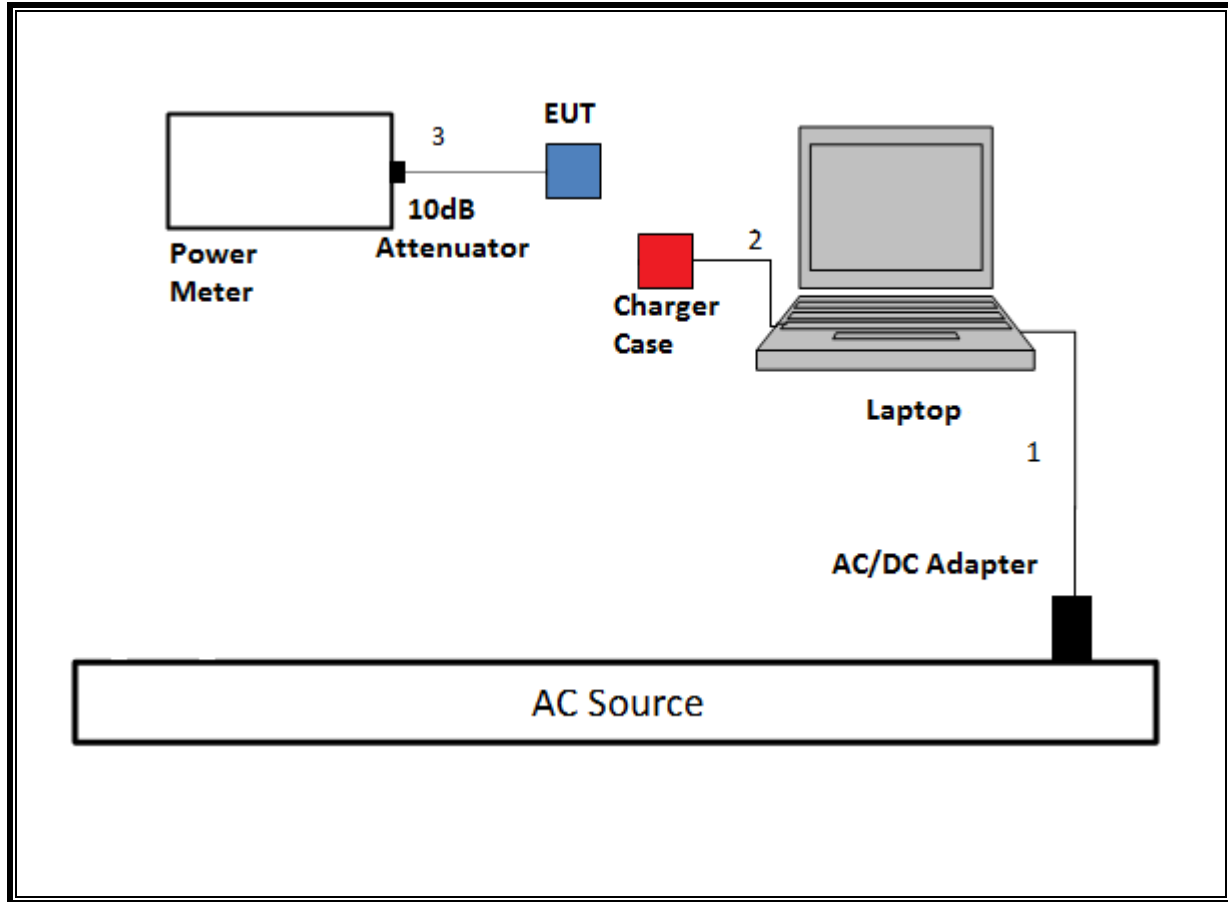 EUT
3
10dB
Attenuator
Power
Meter
2
Charger
Case
Laptop
1
AC/DC Adapter
AC Source